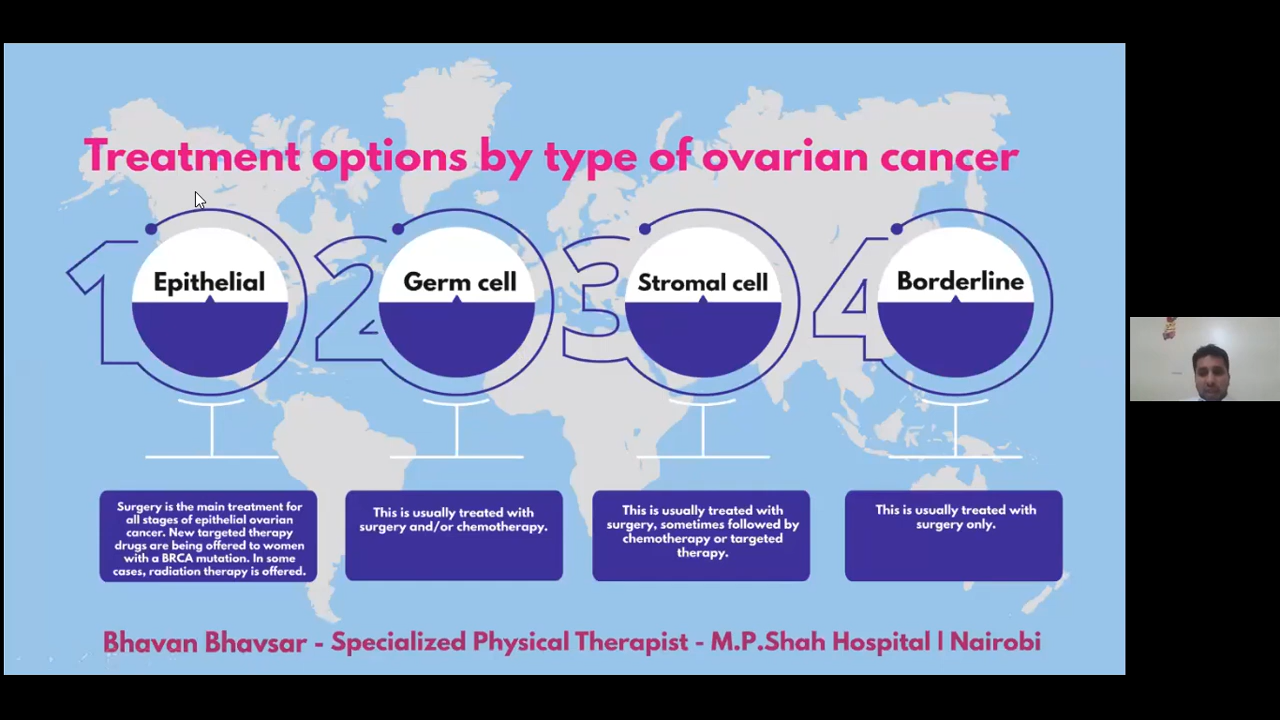 Treatment options by type of ovarian cancer
1
Epithelial
2
Germ cell
3
Stromal cell
4
Borderline
Surgery is the main treatment for
all stages of epithelial ovarian
cancer. New targeted therapy
drugs are being offered to women
with a BRCA mutation. In some
cases, radiation therapy is offered.
This is usually treated with
surgery and/or chemotherapy.
This is usually treated with
surgery, sometimes followed by
chemotherapy or targeted
therapy.
This is usually treated with
surgery only.
Bhavan Bhavsar - Specialized Physical Therapist - M.P.Shah Hospital | Nairobi